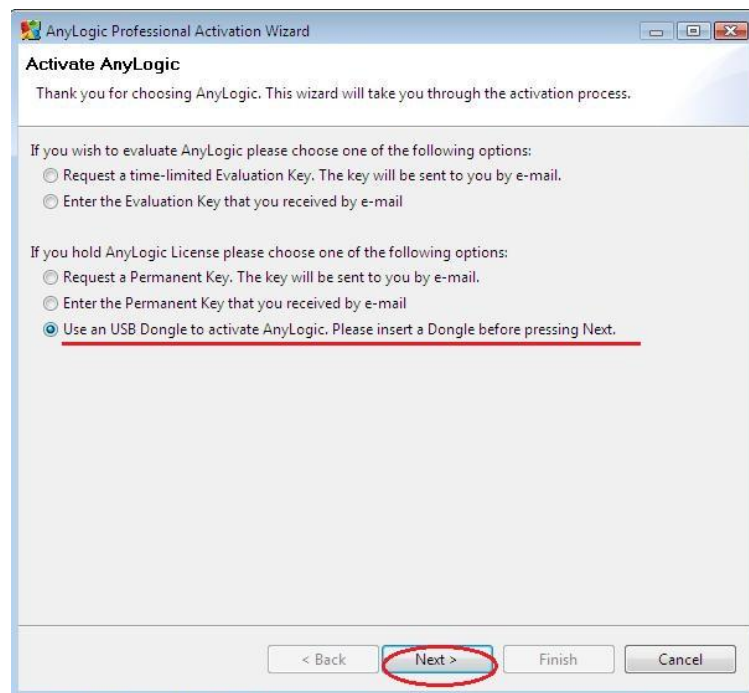 AnyLogic Professional Activation Wizard
Activate AnyLogic
Thank you for choosing AnyLogic. This wizard will take you through the activation process.
If you wish to evaluate AnyLogic please choose one of the following options:
Request a time-limited Evaluation Key. The key will be sent to you by e-mail.
Enter the Evaluation Key that you received by e-mail
If you hold AnyLogic License please choose one of the following options:
Request a Permanent Key. The key will be sent to you by e-mail.
Enter the Permanent Key that you received by e-mail
Use an USB Dongle to activate AnyLogic. Please insert a Dongle before pressing Next.
< Back Next > Finish Cancel